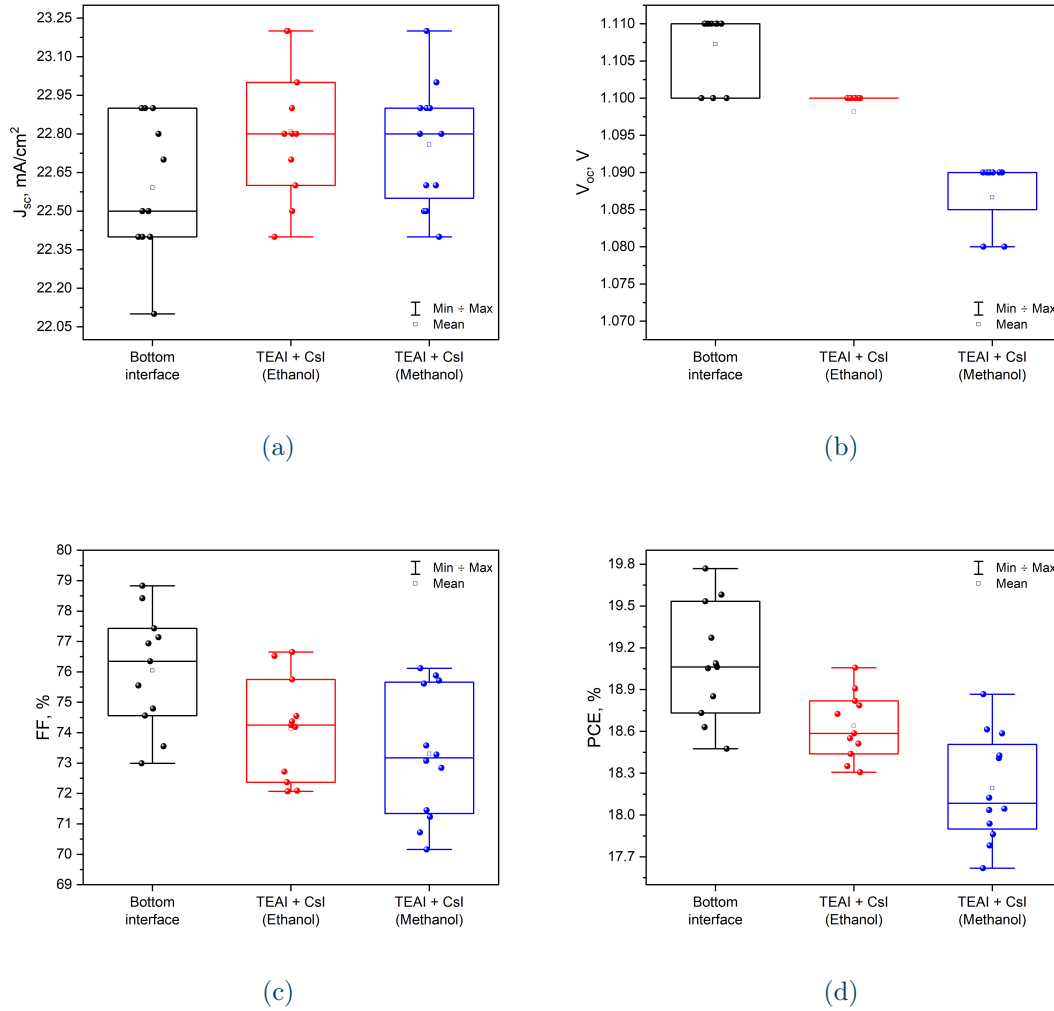 23.25
23.10
22.95
22.80
22.65
22.50
22.35
22.20
22.05
J_sc, mA/cm²
Min ÷ Max
Mean
Bottom interface
TEAI + CsI (Ethanol)
TEAI + CsI (Methanol)
(a)
1.110
1.105
1.100
1.095
1.090
1.085
1.080
1.075
1.070
V_oc, V
Min ÷ Max
Mean
Bottom interface
TEAI + CsI (Ethanol)
TEAI + CsI (Methanol)
(b)
80
79
78
77
76
75
74
73
72
71
70
69
FF, %
Min ÷ Max
Mean
Bottom interface
TEAI + CsI (Ethanol)
TEAI + CsI (Methanol)
(c)
19.8
19.5
19.2
18.9
18.6
18.3
18.0
17.7
PCE, %
Min ÷ Max
Mean
Bottom interface
TEAI + CsI (Ethanol)
TEAI + CsI (Methanol)
(d)